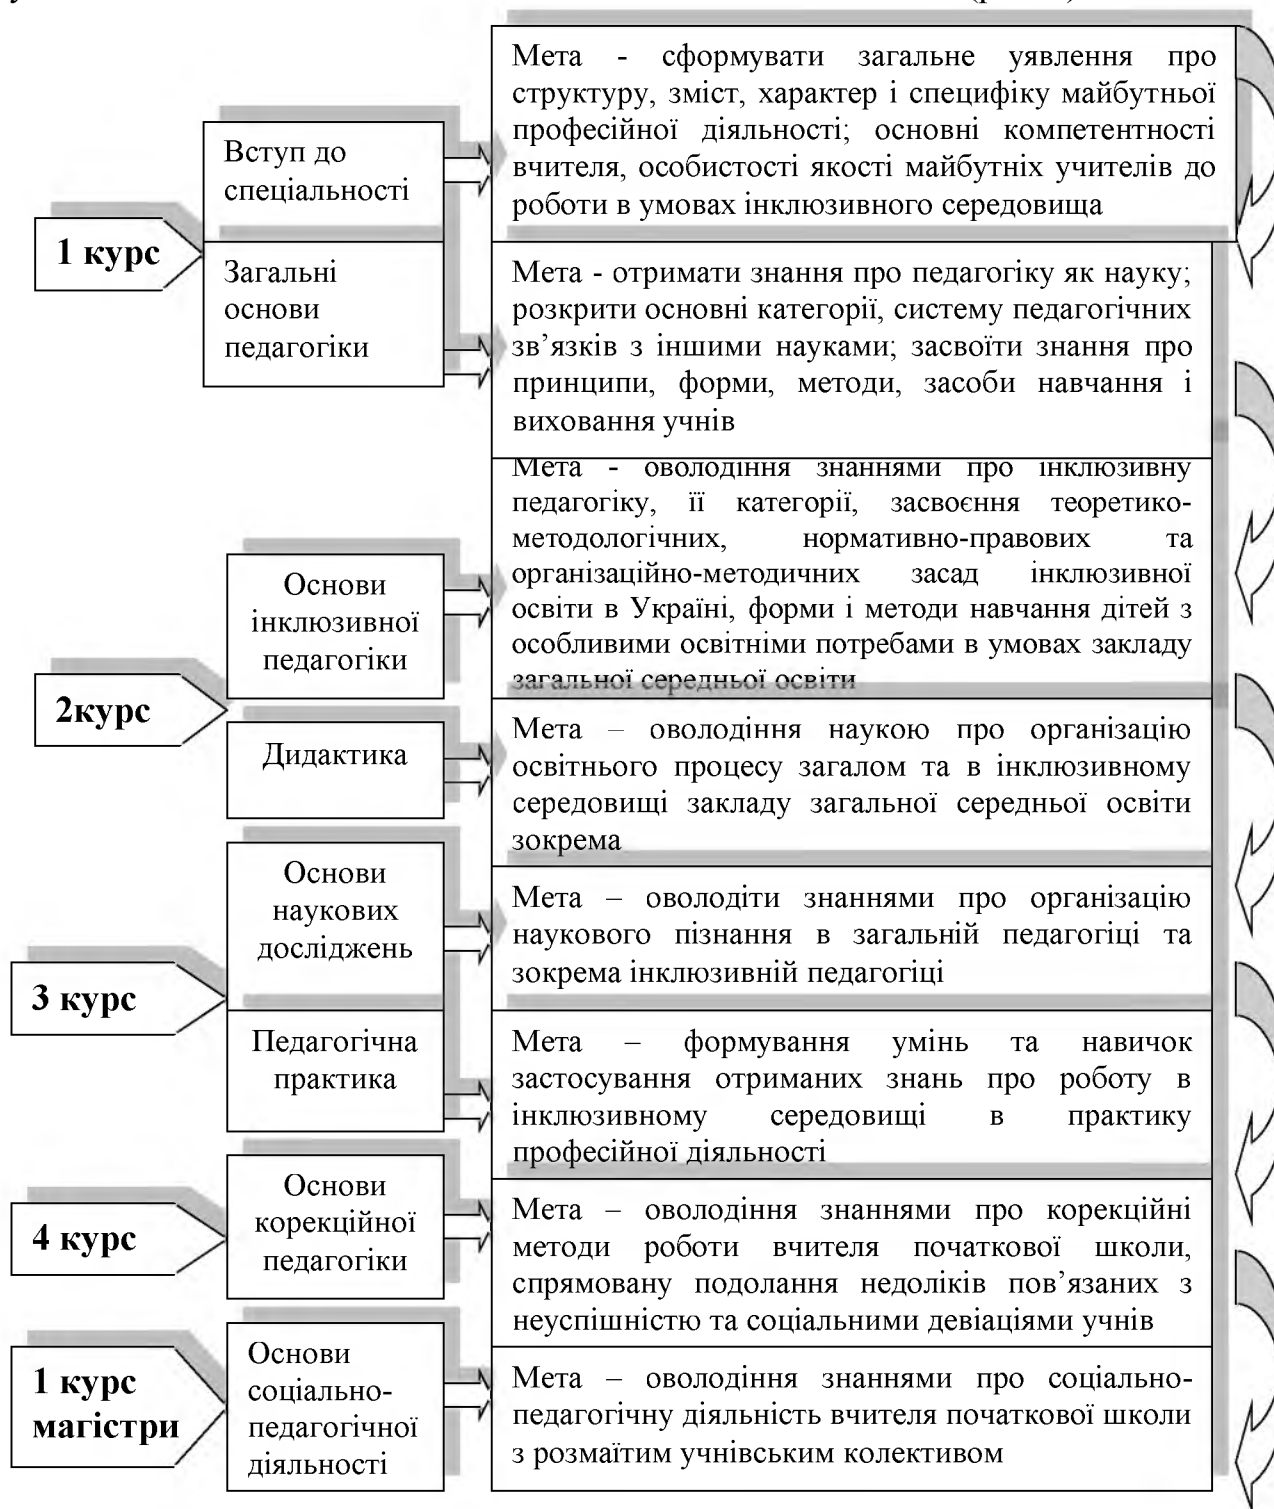 1 курс
Вступ до
спеціальності
Мета - сформувати загальне уявлення про
структуру, зміст, характер і специфіку майбутньої
професійної діяльності; основні компетентності
вчителя, особистості якості майбутніх учителів до
роботи в умовах інклюзивного середовища
Загальні
основи
педагогіки
Мета - отримати знання про педагогіку як науку;
розкрити основні категорії, систему педагогічних
зв’язків з іншими науками; засвоїти знання про
принципи, форми, методи, засоби навчання і
виховання учнів
2курс
Основи
інклюзивної
педагогіки
Мета - оволодіння знаннями про інклюзивну
педагогіку, її категорії, засвоєння теоретико-
методологічних, нормативно-правових та
організаційно-методичних засад інклюзивної
освіти в Україні, форми і методи навчання дітей з
особливими освітніми потребами в умовах закладу
загальної середньої освіти
Дидактика
Мета – оволодіння наукою про організацію
освітнього процесу загалом та в інклюзивному
середовищі закладу загальної середньої освіти
зокрема
3 курс
Основи
наукових
досліджень
Мета – оволодіти знаннями про організацію
наукового пізнання в загальній педагогіці та
зокрема інклюзивній педагогіці
Педагогічна
практика
Мета – формування умінь та навичок
застосування отриманих знань про роботу в
інклюзивному середовищі в практику
професійної діяльності
4 курс
Основи
корекційної
педагогіки
Мета – оволодіння знаннями про корекційні
методи роботи вчителя початкової школи,
спрямовану подолання недоліків пов’язаних з
неуспішністю та соціальними девіаціями учнів
1 курс
магістри
Основи
соціально-
педагогічної
діяльності
Мета – оволодіння знаннями про соціально-
педагогічну діяльність вчителя початкової школи
з розмаїтим учнівським колективом